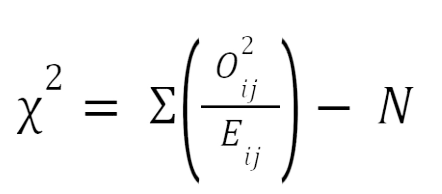 χ² = Σ(O²ᵢⱼ / Eᵢⱼ) − N